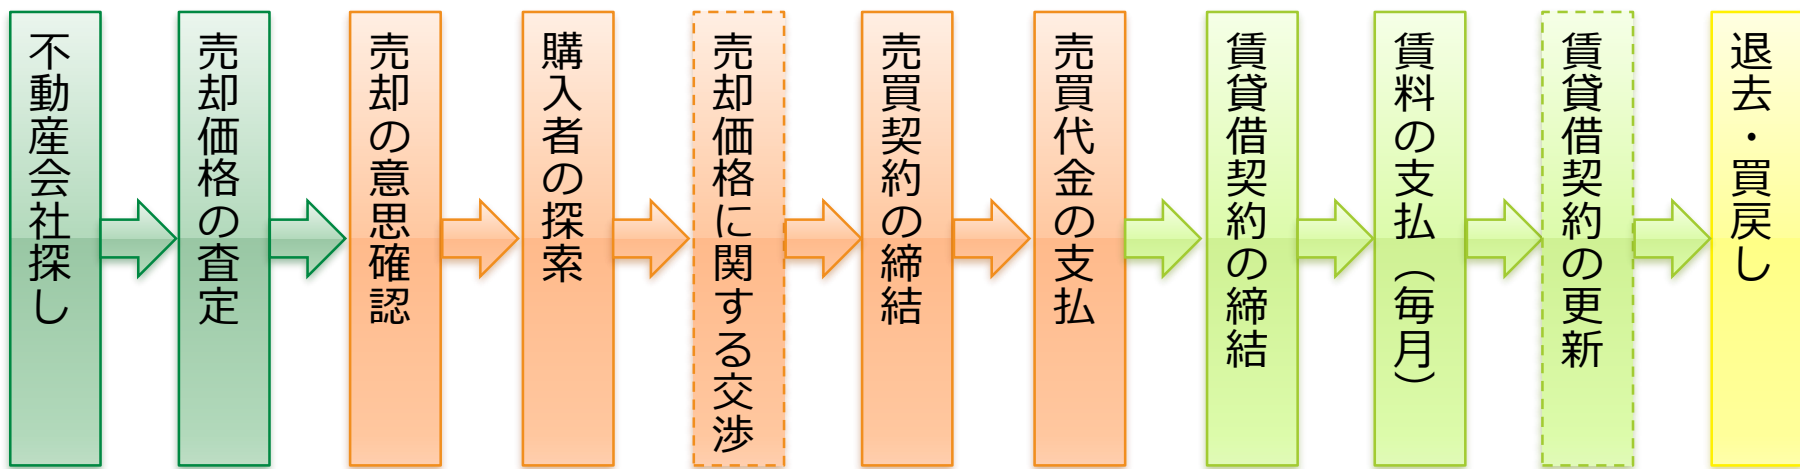 不動産会社探し
売却価格の査定
売却の意思確認
購入者の探索
売却価格に関する交渉
売買契約の締結
売買代金の支払
賃貸借契約の締結
賃料の支払（毎月）
賃貸借契約の更新
退去・買戻し